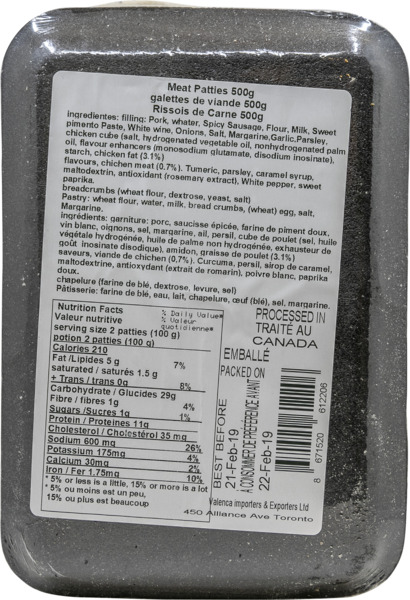 Meat Patties 500g
galettes de viande 500g
Rissois de Carne 500g
ingredientes: filling: Pork, whater, Spicy Sausage, Flour, Milk, Sweet
pimento Paste, White wine, Onions, Salt, Margarine,Garlic,Parsley,
chicken cube (salt, hydrogenated vegetable oil, nonhydrogenated palm
oil, flavour enhancers (monosodium glutamate, disodium inosinate),
starch, chicken fat (3.1%)
flavours, chichen meat (0,7%). Tumeric, parsley, caramel syrup,
maltodextrin, antioxidant (rosemary extract), White pepper, sweet
paprika.
breadcrumbs (wheat flour, dextrose, yeast, salt)
Pastry: wheat flour, water, milk, bread crumbs, (wheat) egg, salt,
Margarine.
ingrédients: garniture: porc, saucisse épicée, farine de piment doux,
vin blanc, oignons, sel, margarine, ail, persil, cube de poulet (sel, huile
végétale hydrogénée, huile de palme non hydrogénée, exhausteur de
goût inosinate disodique), amidon, graisse de poulet (3.1%)
saveurs, viande de chichen (0,7%). Curcuma, persil, sirop de caramel,
maltodextrine, antioxydant (extrait de romarin), poivre blanc, paprika
doux.
chapelure (farine de blé, dextrose, levure, sel)
Pâtisserie: farine de blé, eau, lait, chapelure, œuf (blé), sel, margarine.
Nutrition Facts
Valeur nutritive
% Daily Value*
% Valeur
quotidienne*
serving size 2 patties (100 g)
potion 2 patties (100 g)
Calories 210
Fat /Lipides 5 g 7%
saturated / saturés 1.5 g
+ Trans / trans 0g 8%
Carbohydrate / Glucides 29g
Fibre / fibres 1g 4%
Sugars /Sucres 1g 1%
Protein / Proteines 11g
Cholesterol / Cholesterol 35 mg
Sodium 600 mg 26%
Potassium 175mg 4%
Calcium 30mg 2%
Iron / Fer 1.75mg 10%
* 5% or less is a little, 15% or more is a lot
* 5% ou moins est un peu,
15% ou plus est beaucoup
PROCESSED IN
TRAITÉ AU
CANADA
EMBALLÉ
PACKED ON
BEST BEFORE
21-Feb-19
À CONSOMMER DE PRÉFÉRENCE AVANT
22-Feb-19
8 671520 612206
Valenca importers & Exporters Ltd
450 Alliance Ave Toronto